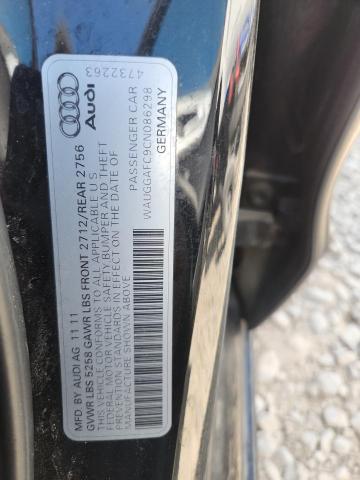 4732263
Audi
MFD BY AUDI AG 11 11
GVWR LBS 5258 GAWR LBS FRONT 2712/REAR 2756
THIS VEHICLE CONFORMS TO ALL APPLICABLE U S
FEDERAL MOTOR VEHICLE SAFETY BUMPER AND THEFT
PREVENTION STANDARDS IN EFFECT ON THE DATE OF
MANUFACTURE SHOWN ABOVE
PASSENGER CAR
WAUGGAFC9CN086298
GERMANY